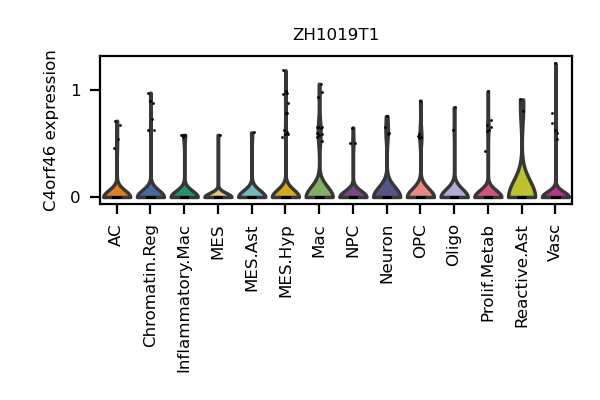 ZH1019T1
C4orf46 expression
1
0
AC
Chromatin.Reg
Inflammatory.Mac
MES
MES.Ast
MES.Hyp
Mac
NPC
Neuron
OPC
Oligo
Prolif.Metab
Reactive.Ast
Vasc